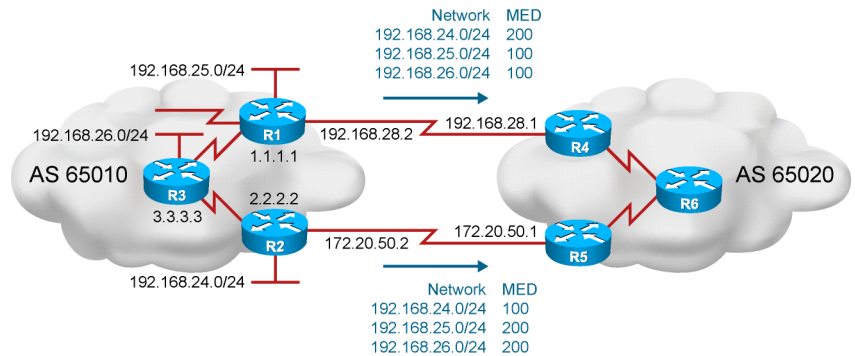 Network MED
192.168.24.0/24 200
192.168.25.0/24 100
192.168.26.0/24 100
192.168.25.0/24
192.168.26.0/24
R1
192.168.28.2
192.168.28.1
R4
1.1.1.1
AS 65010
R3
3.3.3.3
2.2.2.2
R2
172.20.50.2
172.20.50.1
R5
R6
AS 65020
192.168.24.0/24
Network MED
192.168.24.0/24 100
192.168.25.0/24 200
192.168.26.0/24 200